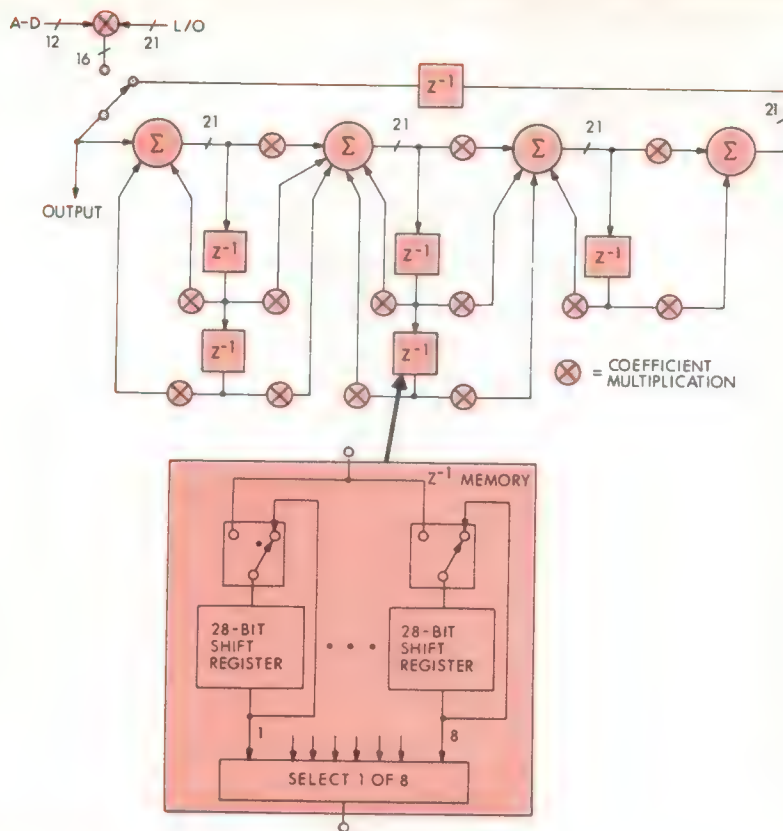 A-D 12 21 L/O
16
Z⁻¹
21 21 21 21
Σ Σ Σ Σ
OUTPUT
Z⁻¹ Z⁻¹ Z⁻¹
Z⁻¹ Z⁻¹
= COEFFICIENT
MULTIPLICATION
Z⁻¹ MEMORY
28-BIT
SHIFT
REGISTER
• • •
28-BIT
SHIFT
REGISTER
1 8
SELECT 1 OF 8